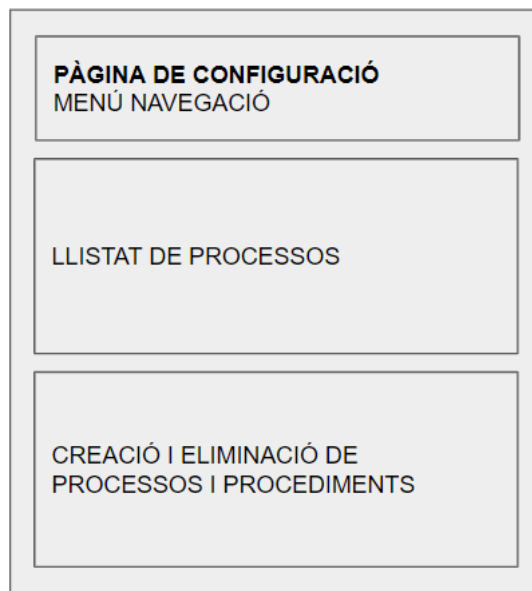 PÀGINA DE CONFIGURACIÓ
MENÚ NAVEGACIÓ
LLISTAT DE PROCESSOS
CREACIÓ I ELIMINACIÓ DE
PROCESSOS I PROCEDIMENTS